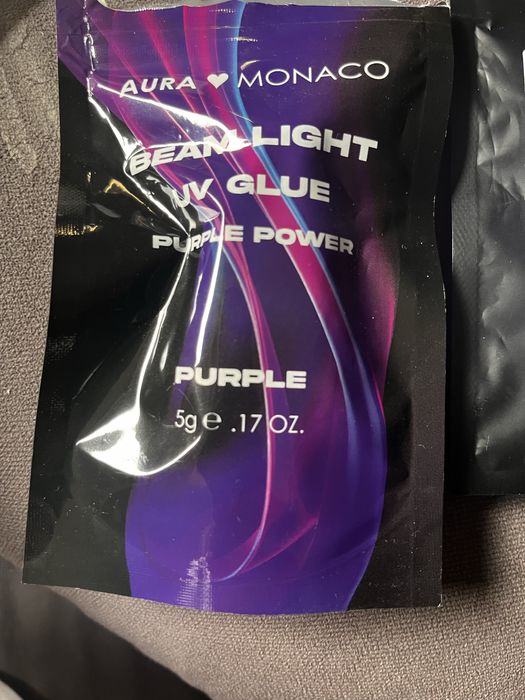 AURA ♥ MONACO
BEAM LIGHT
UV GLUE
PURPLE POWER
PURPLE
5g ℮ .17 OZ.